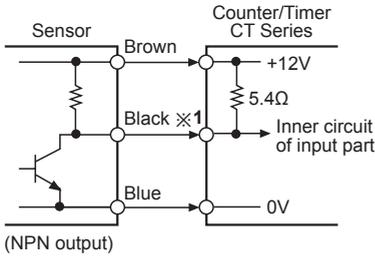 Counter/Timer
CT Series
Sensor
Brown
+12V
5.4Ω
Black ※1
Inner circuit
of input part
Blue
0V
(NPN output)